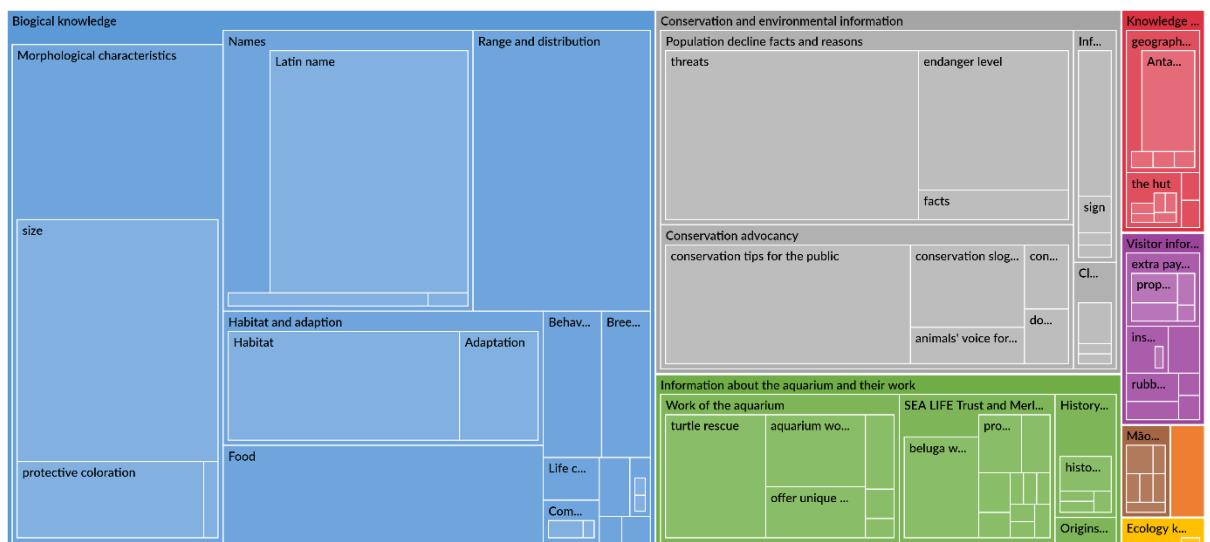 Biogical knowledge
Morphological characteristics
size
protective coloration
Names
Latin name
Range and distribution
Habitat and adaption
Habitat
Adaptation
Food
Behav...
Bree...
Life c...
Com...
Conservation and environmental information
Population decline facts and reasons
threats
endanger level
facts
Inf...
sign
Conservation advocancy
conservation tips for the public
conservation slog...
con...
animals' voice for...
do...
Cl...
Information about the aquarium and their work
Work of the aquarium
turtle rescue
aquarium wo...
offer unique ...
SEA LIFE Trust and Merl...
beluga w...
pro...
History...
histo...
Origins...
Knowledge ...
geograph...
Anta...
the hut
Visitor infor...
extra pay...
prop...
ins...
rubb...
Māo...
Ecology k...